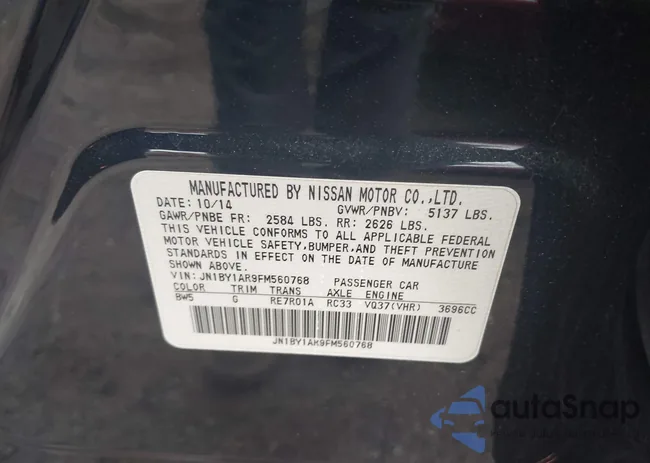 MANUFACTURED BY NISSAN MOTOR CO.,LTD.
DATE: 10/14 GVWR/PNBV: 5137 LBS.
GAWR/PNBE FR: 2584 LBS. RR: 2626 LBS.
THIS VEHICLE CONFORMS TO ALL APPLICABLE FEDERAL
MOTOR VEHICLE SAFETY,BUMPER,AND THEFT PREVENTION
STANDARDS IN EFFECT ON THE DATE OF MANUFACTURE
SHOWN ABOVE.
VIN: JN1BY1AR9FM560768 PASSENGER CAR
COLOR TRIM TRANS AXLE ENGINE
BW5 G RE7R01A RC33 VQ37(VHR) 3696CC
JN1BY1AR9FM560768
autaSnap